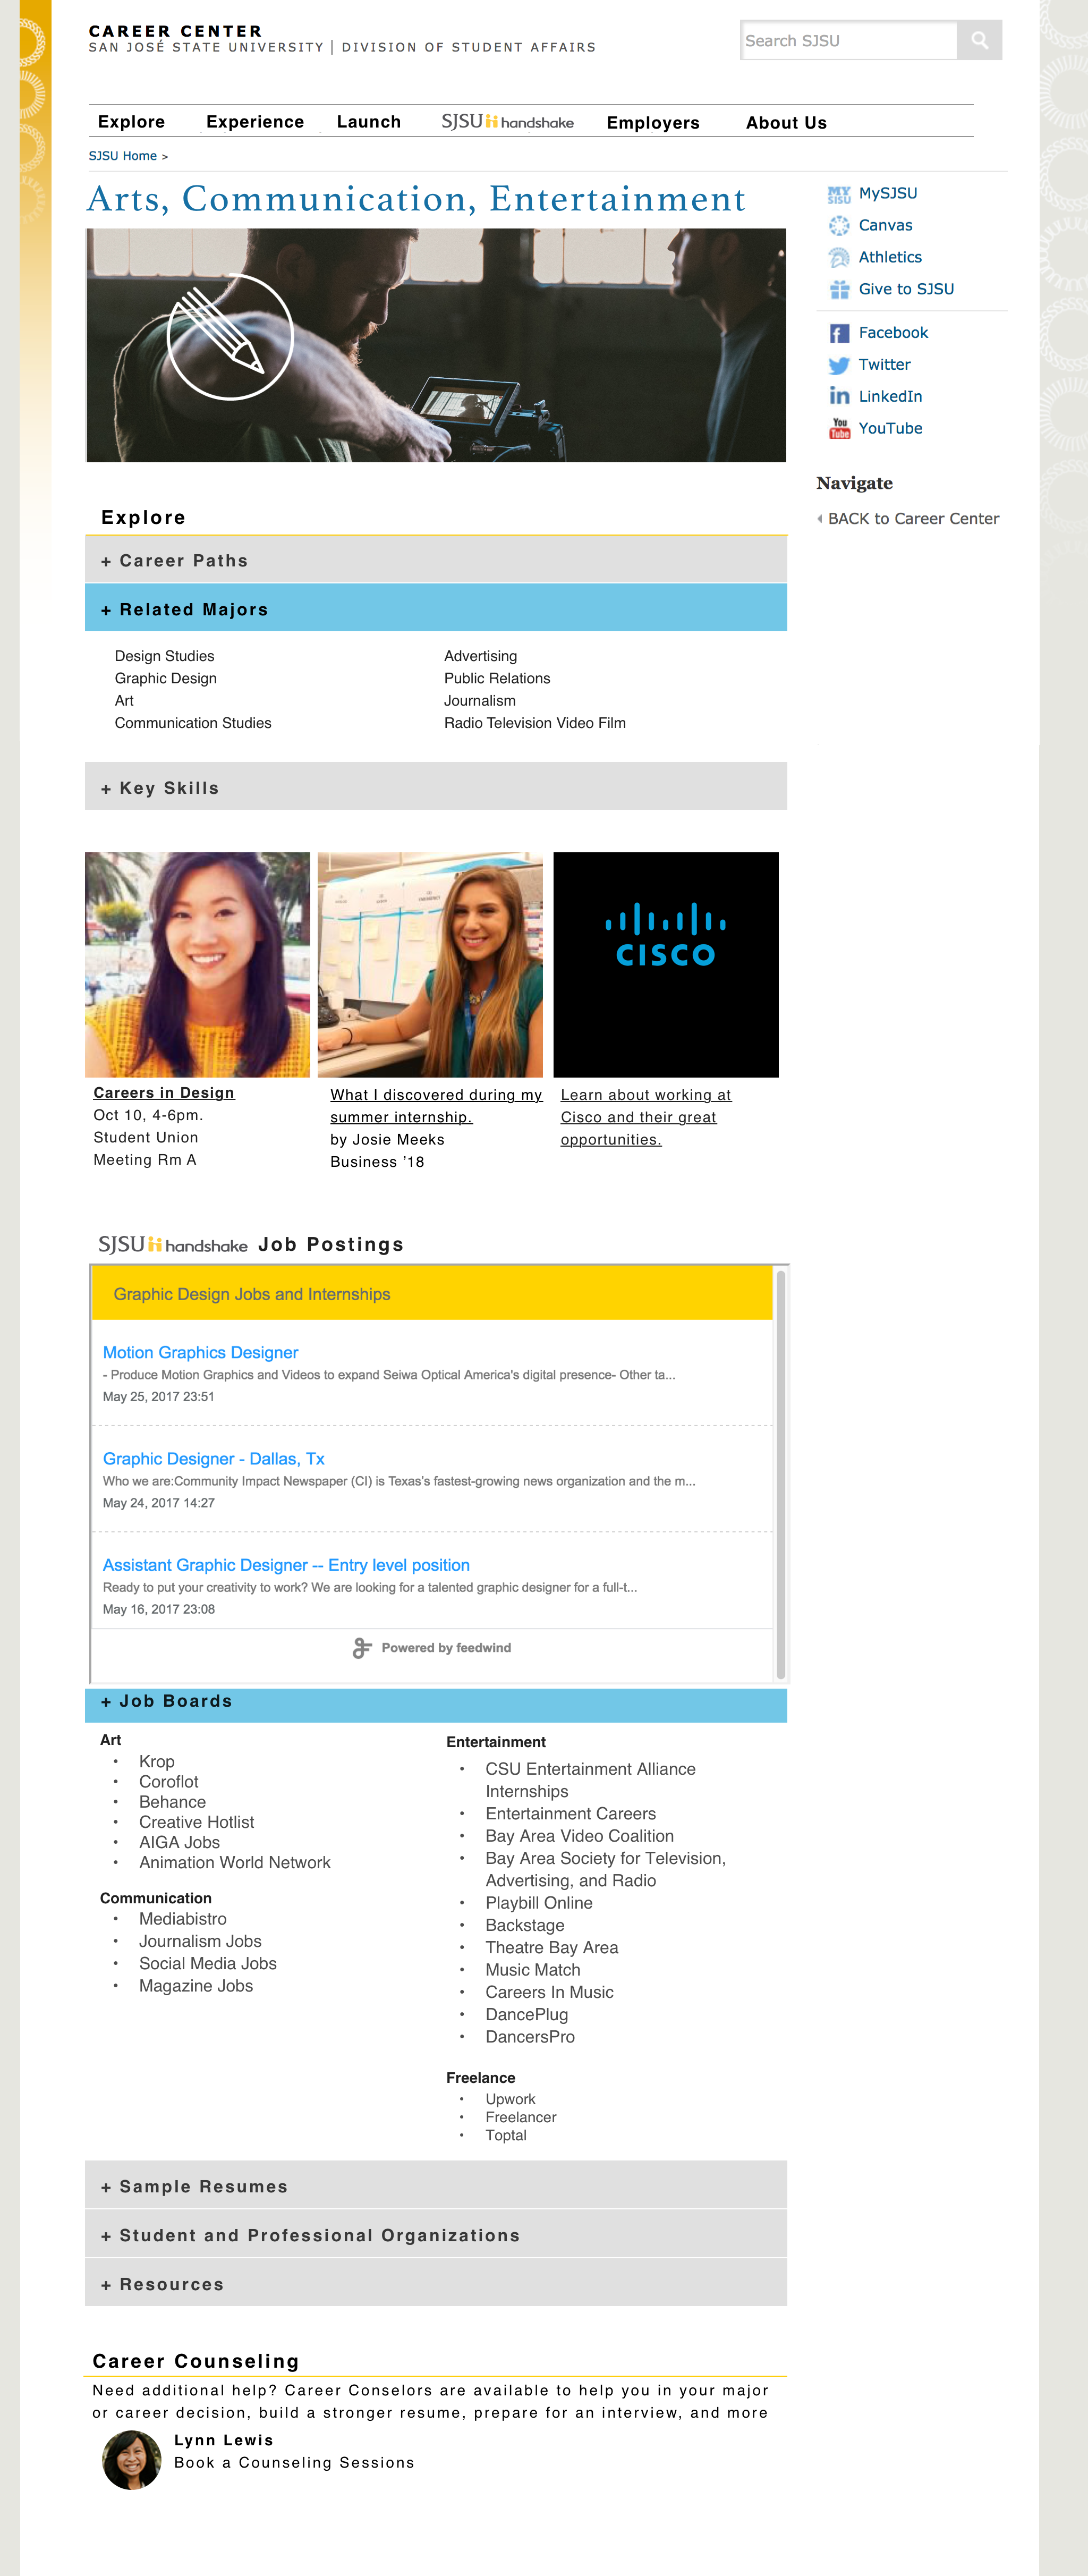 CAREER CENTER
SAN JOSÉ STATE UNIVERSITY | DIVISION OF STUDENT AFFAIRS
Search SJSU
Explore Experience Launch SJSU handshake Employers About Us
SJSU Home >
Arts, Communication, Entertainment
MY SJSU MySJSU
Canvas
Athletics
Give to SJSU
Facebook
Twitter
in LinkedIn
You Tube YouTube
Navigate
BACK to Career Center
Explore
+ Career Paths
+ Related Majors
Design Studies
Graphic Design
Art
Communication Studies
Advertising
Public Relations
Journalism
Radio Television Video Film
+ Key Skills
CISCO
Careers in Design
Oct 10, 4-6pm.
Student Union
Meeting Rm A
What I discovered during my
summer internship.
by Josie Meeks
Business ’18
Learn about working at
Cisco and their great
opportunities.
SJSU handshake Job Postings
Graphic Design Jobs and Internships
Motion Graphics Designer
- Produce Motion Graphics and Videos to expand Seiwa Optical America's digital presence- Other ta...
May 25, 2017 23:51
Graphic Designer - Dallas, Tx
Who we are:Community Impact Newspaper (CI) is Texas's fastest-growing news organization and the m...
May 24, 2017 14:27
Assistant Graphic Designer -- Entry level position
Ready to put your creativity to work? We are looking for a talented graphic designer for a full-t...
May 16, 2017 23:08
Powered by feedwind
+ Job Boards
Art
• Krop
• Coroflot
• Behance
• Creative Hotlist
• AIGA Jobs
• Animation World Network
Communication
• Mediabistro
• Journalism Jobs
• Social Media Jobs
• Magazine Jobs
Entertainment
• CSU Entertainment Alliance
Internships
• Entertainment Careers
• Bay Area Video Coalition
• Bay Area Society for Television,
Advertising, and Radio
• Playbill Online
• Backstage
• Theatre Bay Area
• Music Match
• Careers In Music
• DancePlug
• DancersPro
Freelance
• Upwork
• Freelancer
• Toptal
+ Sample Resumes
+ Student and Professional Organizations
+ Resources
Career Counseling
Need additional help? Career Conselors are available to help you in your major
or career decision, build a stronger resume, prepare for an interview, and more
Lynn Lewis
Book a Counseling Sessions